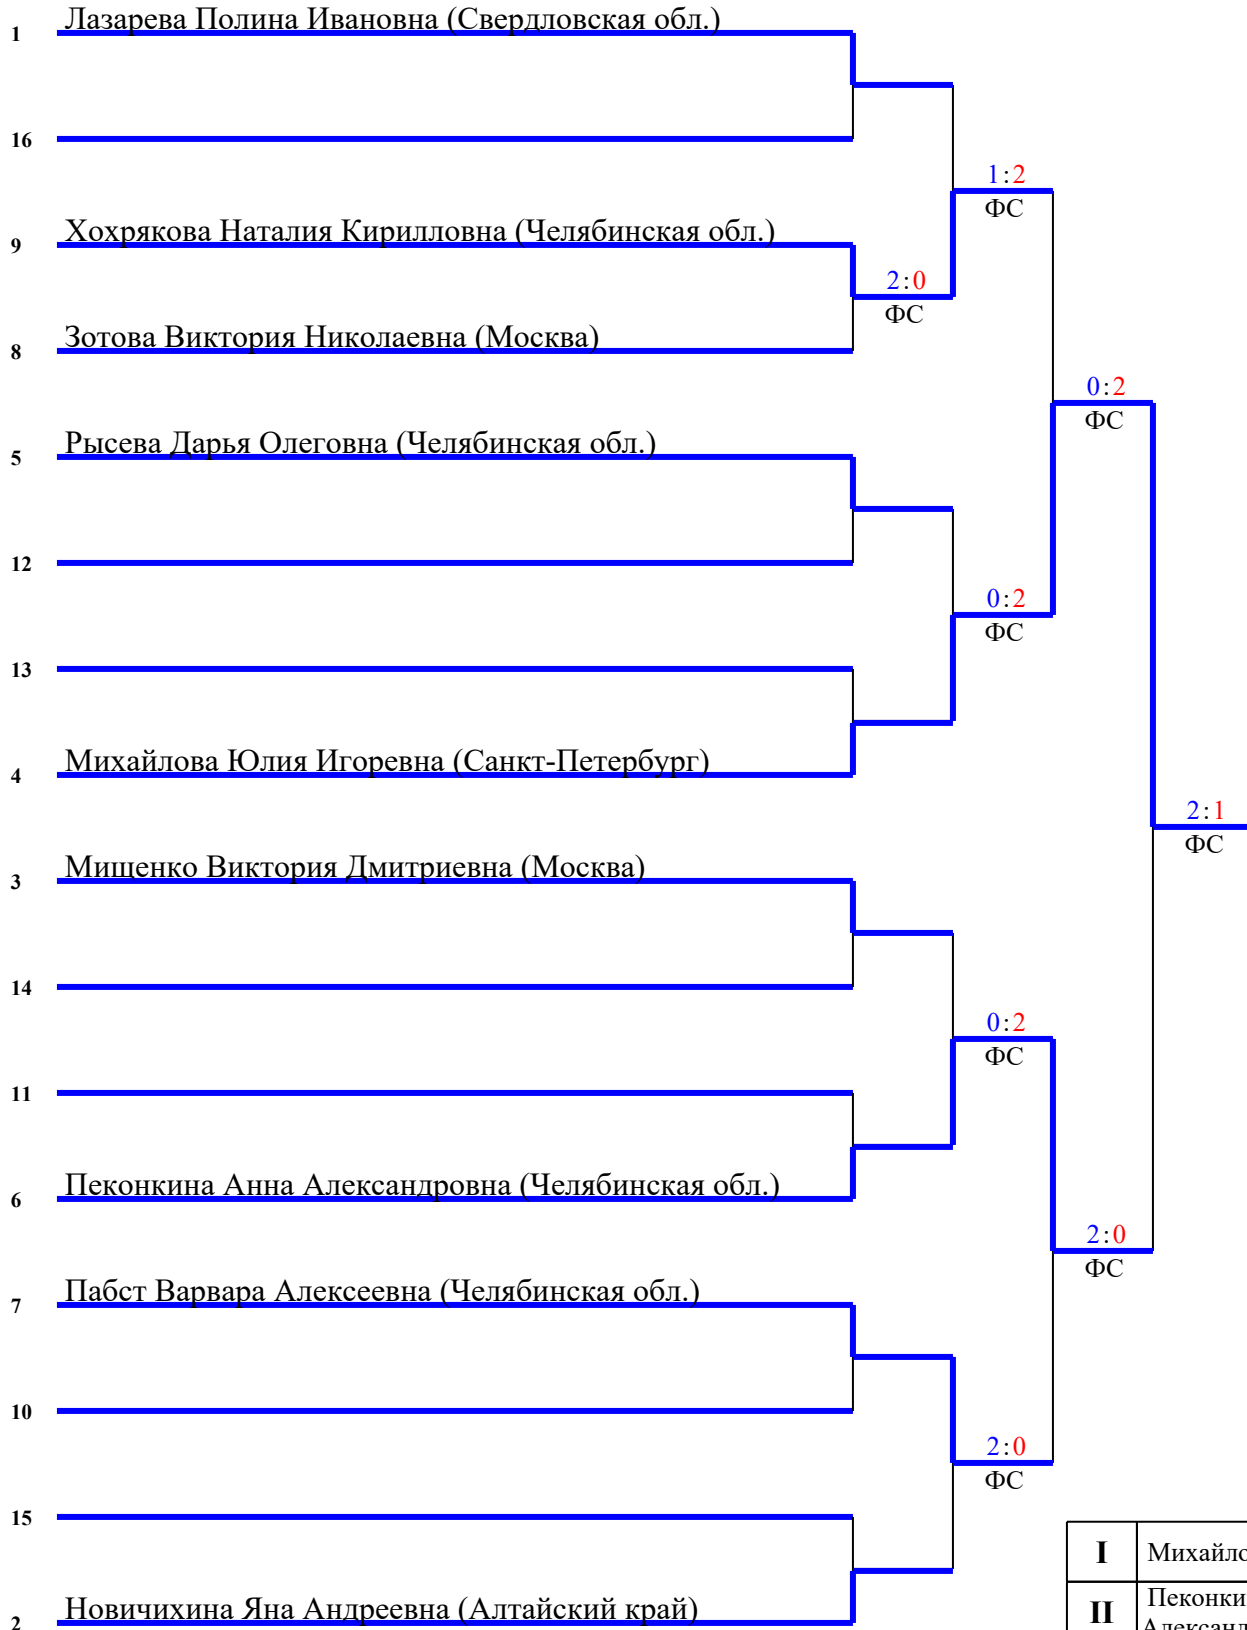 1 Лазарева Полина Ивановна (Свердловская обл.)
16
1:2
ФС
9 Хохрякова Наталия Кирилловна (Челябинская обл.)
2:0
ФС
8 Зотова Виктория Николаевна (Москва)
0:2
ФС
5 Рысева Дарья Олеговна (Челябинская обл.)
12
0:2
ФС
13
4 Михайлова Юлия Игоревна (Санкт-Петербург)
2:1
ФС
3 Мищенко Виктория Дмитриевна (Москва)
14
0:2
ФС
11
6 Пеконкина Анна Александровна (Челябинская обл.)
2:0
ФС
7 Пабст Варвара Алексеевна (Челябинская обл.)
10
2:0
ФС
15
I Михайло
2 Новичихина Яна Андреевна (Алтайский край)
II Пеконки
Александ